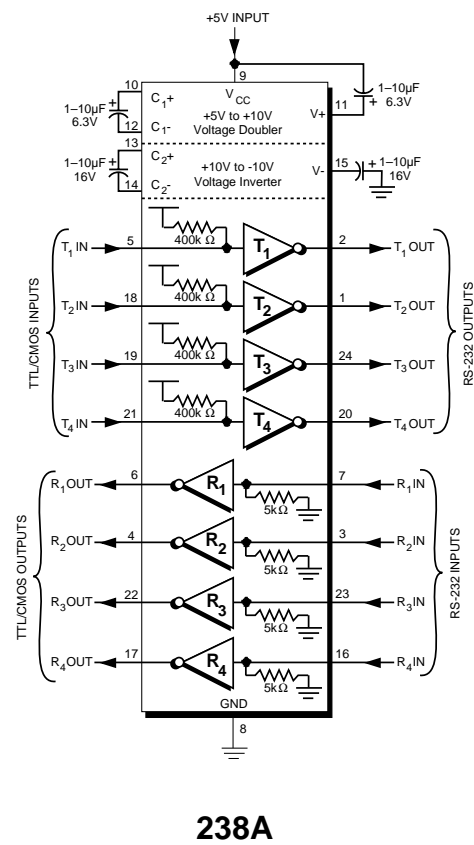 +5V INPUT
9
10
C1+
12
C1-
1–10µF
6.3V
VCC
+5V to +10V
Voltage Doubler
V+
11
1–10µF
+ 6.3V
13
C2+
14
C2-
1–10µF
16V
+10V to -10V
Voltage Inverter
V-
15
+
1–10µF
16V
TTL/CMOS INPUTS
T1 IN
5
400k Ω
T1
2
T1 OUT
T2 IN
18
400k Ω
T2
1
T2 OUT
T3 IN
19
400k Ω
T3
24
T3 OUT
T4 IN
21
400k Ω
T4
20
T4 OUT
RS-232 OUTPUTS
TTL/CMOS OUTPUTS
R1 OUT
6
R1
5kΩ
7
R1 IN
R2 OUT
4
R2
5kΩ
3
R2 IN
R3 OUT
22
R3
5kΩ
23
R3 IN
R4 OUT
17
R4
5kΩ
16
R4 IN
RS-232 INPUTS
GND
8
238A